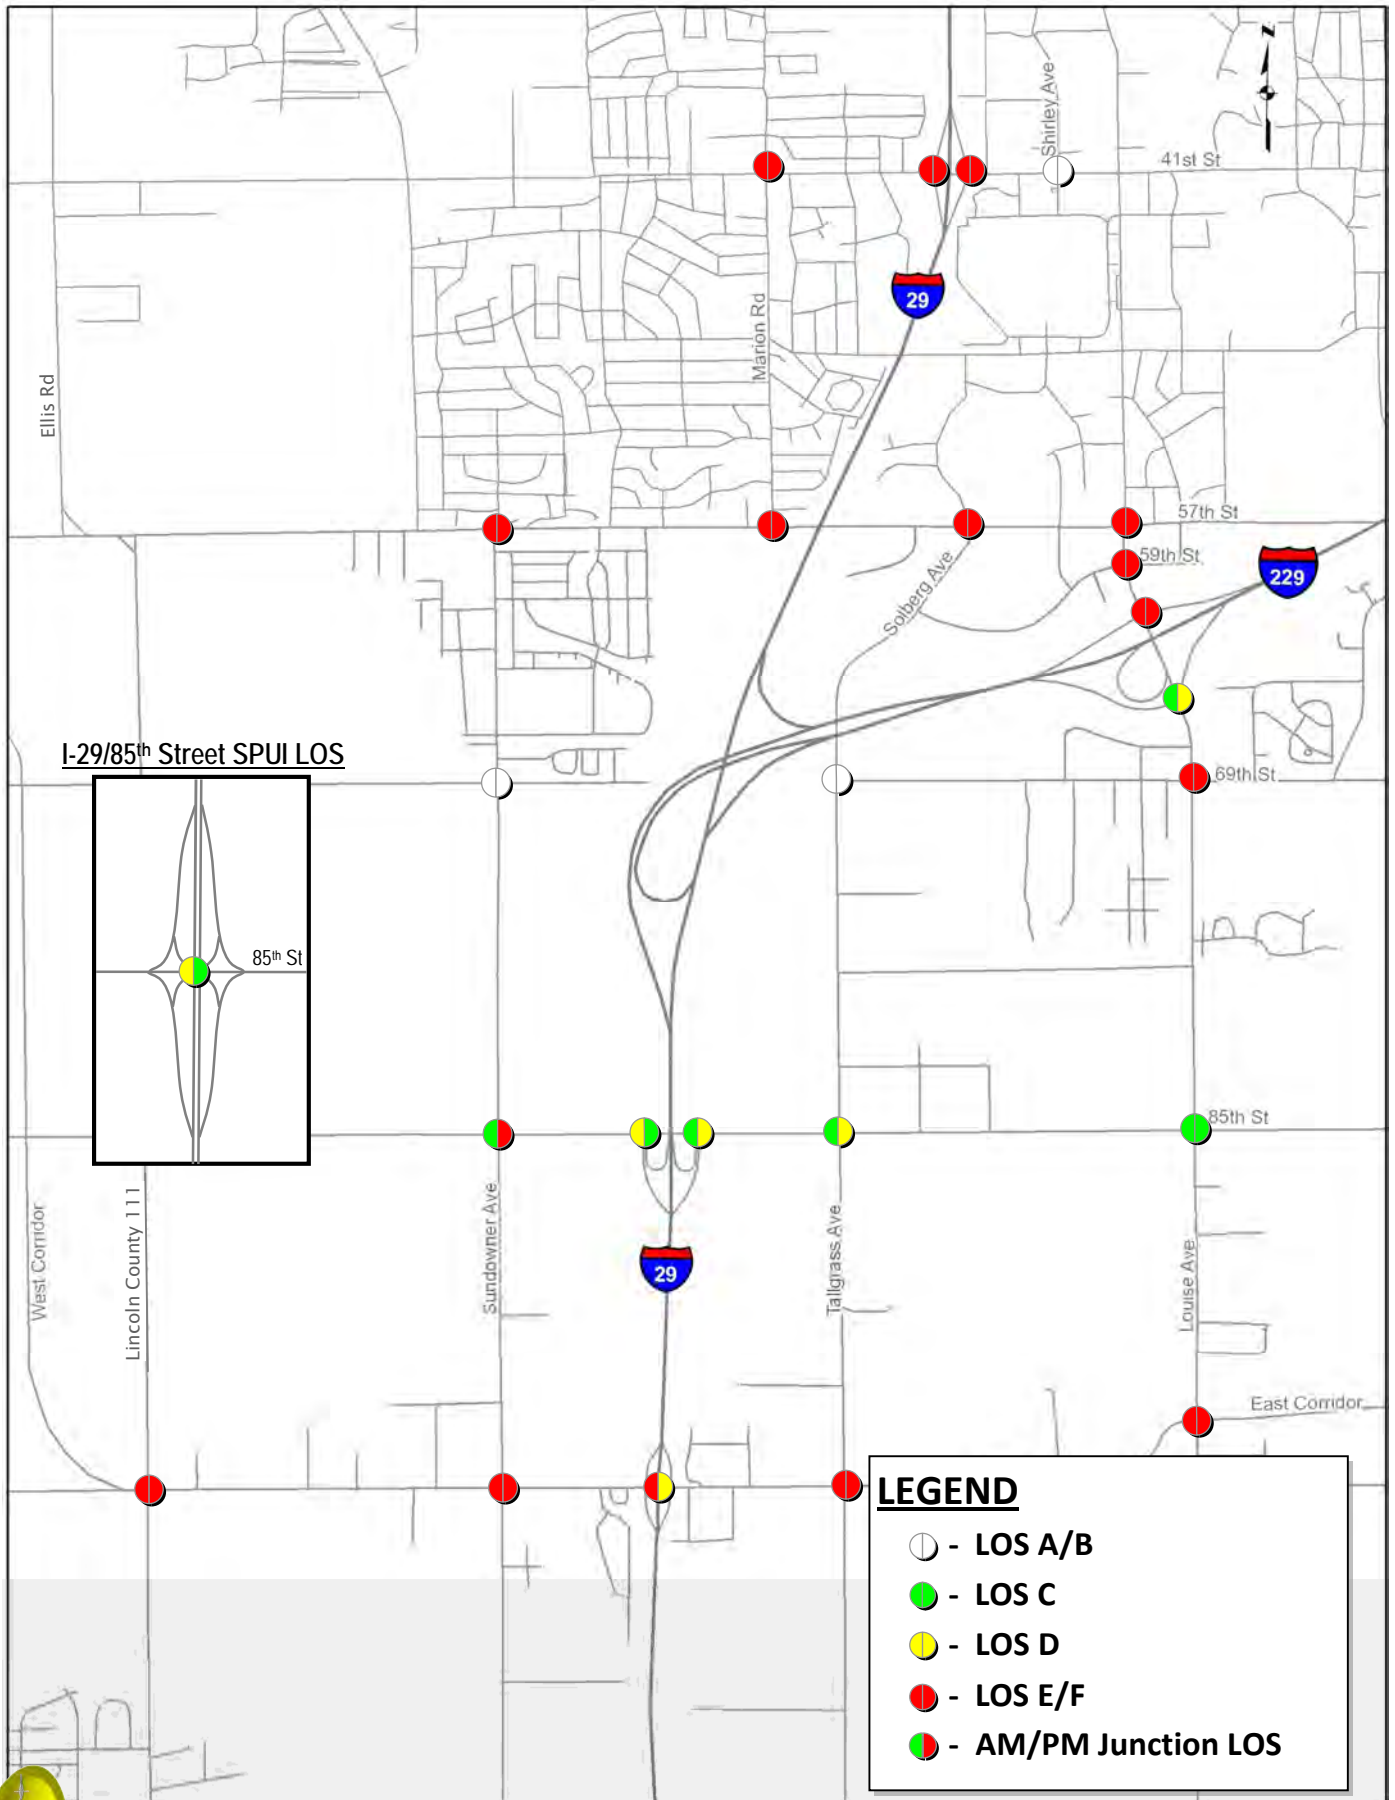 Z
Shirley Ave
41st St
29
Marion Rd
Ellis Rd
57th St
59th St
229
Solberg Ave
I-29/85th Street SPUI LOS
69th St
85th St
85th St
West Corridor
Lincoln County 111
Sundowner Ave
29
Tallgrass Ave
Louise Ave
East Corridor
LEGEND
- LOS A/B
- LOS C
- LOS D
- LOS E/F
- AM/PM Junction LOS